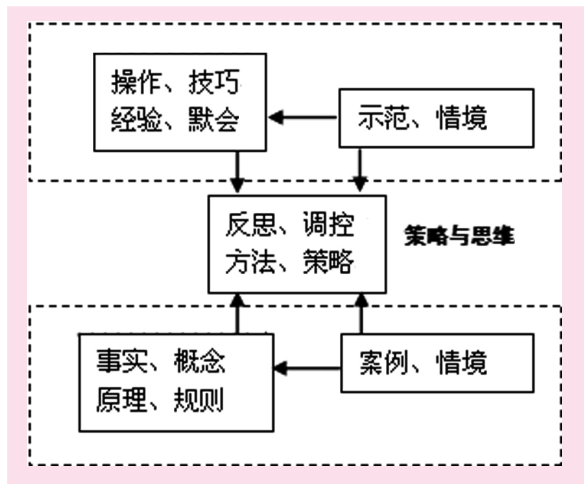 操作、技巧
经验、默会
示范、情境
反思、调控
方法、策略
策略与思维
事实、概念
原理、规则
案例、情境